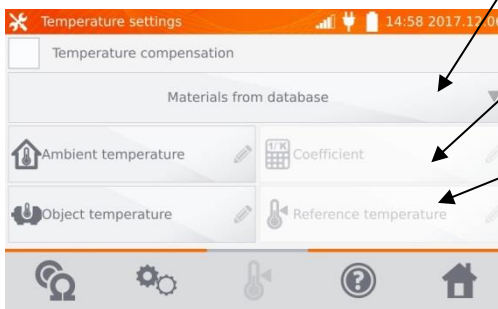 Temperature settings 14:58 2017.12.06
Temperature compensation
Materials from database
Ambient temperature 1/K Coefficient
Object temperature Reference temperature
Ω ?